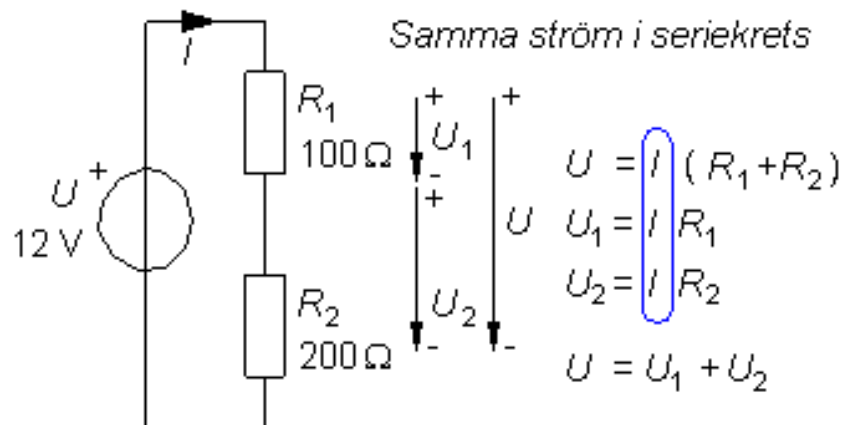 Samma ström i seriekrets
I
R₁
100 Ω
U +
12 V
R₂
200 Ω
+
U₁
-
+
U₂
-
+
U
-
U = I (R₁+R₂)
U₁ = I R₁
U₂ = I R₂
U = U₁ + U₂